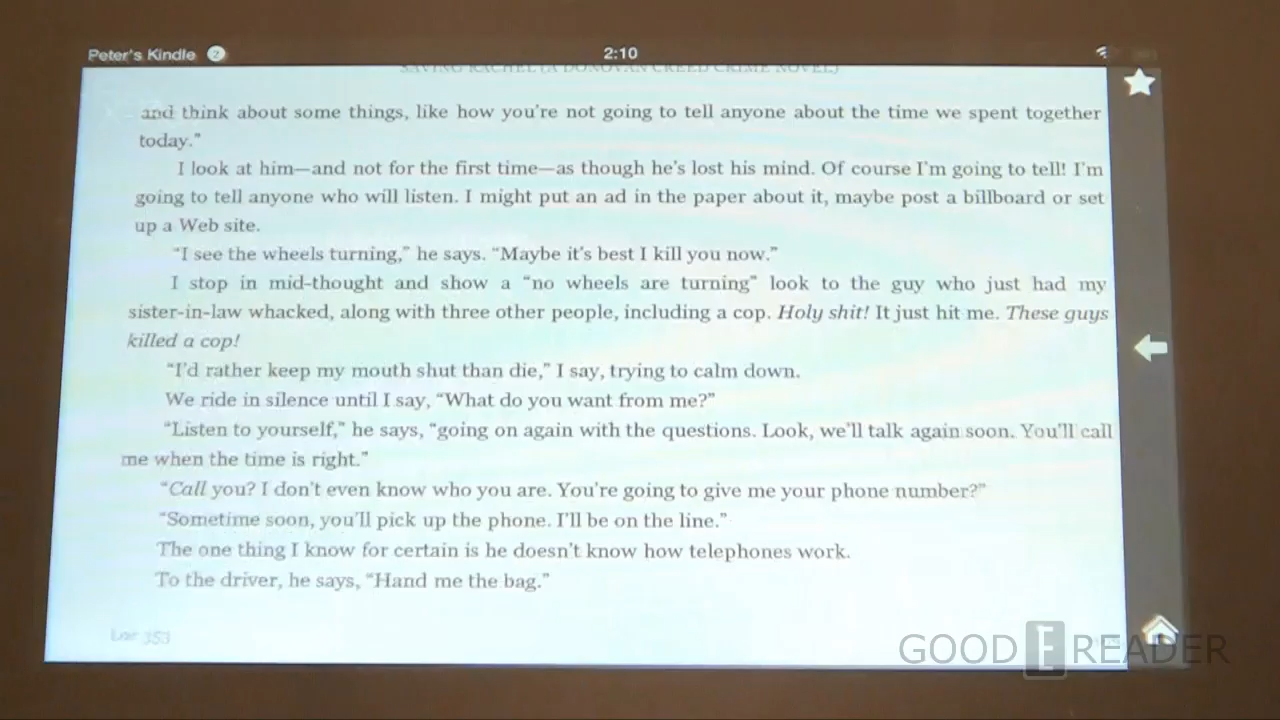 Peter's Kindle 2 2:10
SAVING RACHEL (A DONOVAN CREED CRIME NOVEL)
and think about some things, like how you're not going to tell anyone about the time we spent together
today."
I look at him—and not for the first time—as though he's lost his mind. Of course I'm going to tell! I'm
going to tell anyone who will listen. I might put an ad in the paper about it, maybe post a billboard or set
up a Web site.
"I see the wheels turning," he says. "Maybe it's best I kill you now."
I stop in mid-thought and show a "no wheels are turning" look to the guy who just had my
sister-in-law whacked, along with three other people, including a cop. Holy shit! It just hit me. These guys
killed a cop!
"I'd rather keep my mouth shut than die," I say, trying to calm down.
We ride in silence until I say, "What do you want from me?"
"Listen to yourself," he says, "going on again with the questions. Look, we'll talk again soon. You'll call
me when the time is right."
"Call you? I don't even know who you are. You're going to give me your phone number?"
"Sometime soon, you'll pick up the phone. I'll be on the line."
The one thing I know for certain is he doesn't know how telephones work.
To the driver, he says, "Hand me the bag."
Loc 353
GOOD E READER